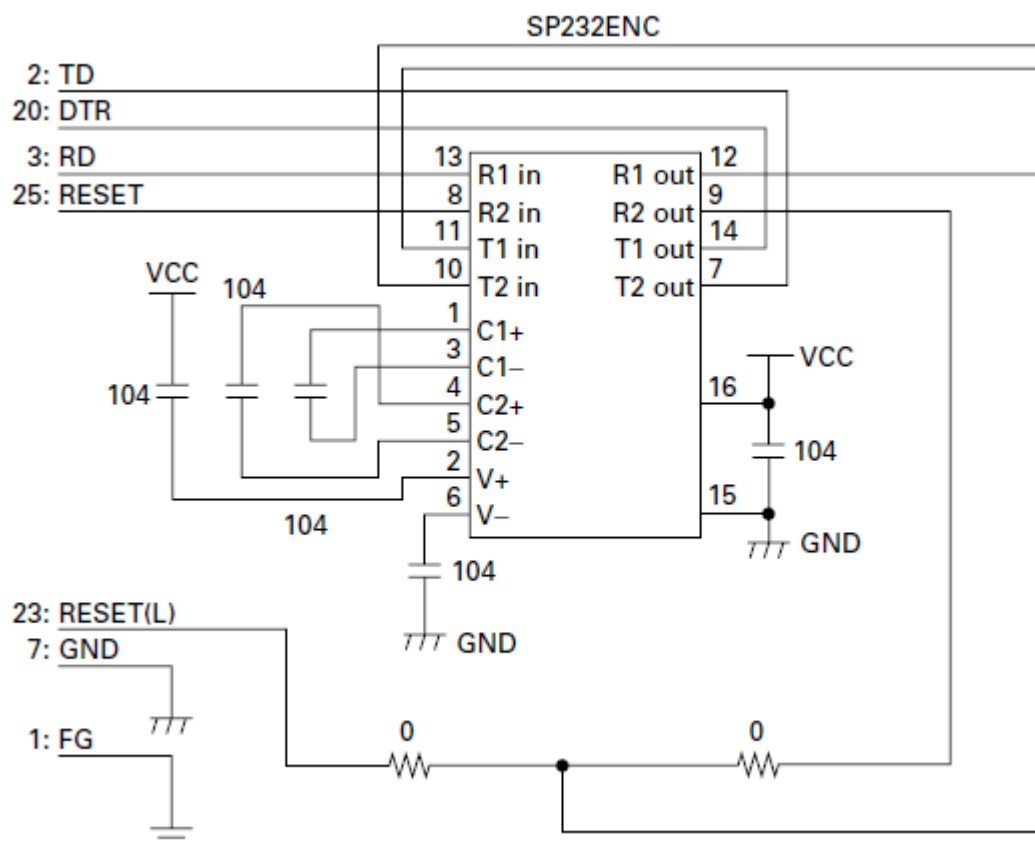 SP232ENC
2: TD
20: DTR
3: RD
25: RESET
13 R1 in R1 out 12
8 R2 in R2 out 9
11 T1 in T1 out 14
10 T2 in T2 out 7
VCC
104
1 C1+
3 C1–
4 C2+
5 C2–
2 V+
6 V–
104
104
104
GND
VCC
16
104
15
GND
23: RESET(L)
7: GND
1: FG
0
0